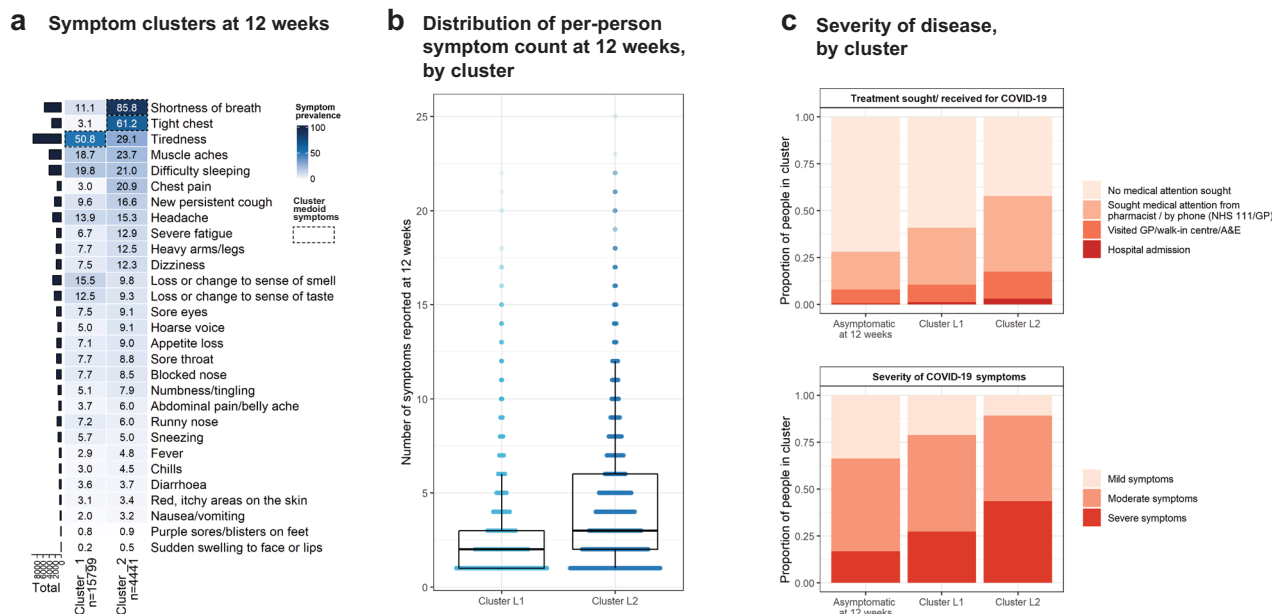 a Symptom clusters at 12 weeks
Symptom
prevalence
100
50
0
Cluster
medoid
symptoms
11.1 85.8 Shortness of breath
3.1 61.2 Tight chest
50.8 29.1 Tiredness
18.7 23.7 Muscle aches
19.8 21.0 Difficulty sleeping
3.0 20.9 Chest pain
9.6 16.6 New persistent cough
13.9 15.3 Headache
6.7 12.9 Severe fatigue
7.7 12.5 Heavy arms/legs
7.5 12.3 Dizziness
15.5 9.8 Loss or change to sense of smell
12.5 9.3 Loss or change to sense of taste
7.5 9.1 Sore eyes
5.0 9.1 Hoarse voice
7.1 9.0 Appetite loss
7.7 8.8 Sore throat
7.7 8.5 Blocked nose
5.1 7.9 Numbness/tingling
3.7 6.0 Abdominal pain/belly ache
7.2 6.0 Runny nose
5.7 5.0 Sneezing
2.9 4.8 Fever
3.0 4.5 Chills
3.6 3.7 Diarrhoea
3.1 3.4 Red, itchy areas on the skin
2.0 3.2 Nausea/vomiting
0.8 0.9 Purple sores/blisters on feet
0.2 0.5 Sudden swelling to face or lips
8000
6000
4000
2000
0
Total
Cluster_1
n=15799
Cluster_2
n=4441
b Distribution of per-person
symptom count at 12 weeks,
by cluster
Number of symptoms reported at 12 weeks
25
20
15
10
5
0
Cluster L1 Cluster L2
c Severity of disease,
by cluster
Treatment sought/ received for COVID-19
Proportion of people in cluster
1.00
0.75
0.50
0.25
0.00
Asymptomatic
at 12 weeks
Cluster L1
Cluster L2
No medical attention sought
Sought medical attention from
pharmacist / by phone (NHS 111/GP)
Visited GP/walk-in centre/A&E
Hospital admission
Severity of COVID-19 symptoms
Proportion of people in cluster
1.00
0.75
0.50
0.25
0.00
Asymptomatic
at 12 weeks
Cluster L1
Cluster L2
Mild symptoms
Moderate symptoms
Severe symptoms